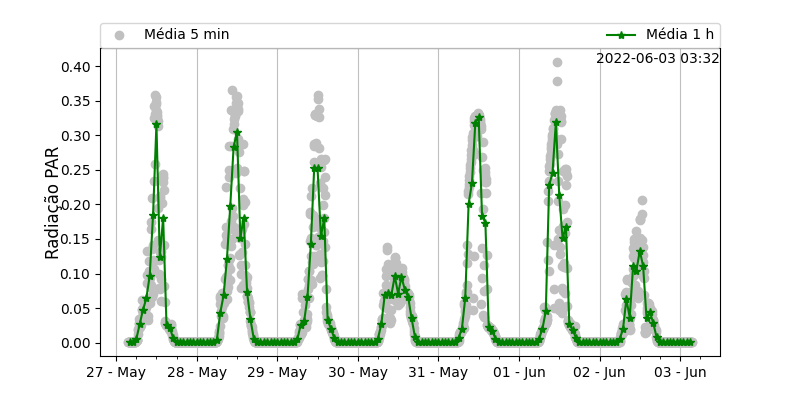 Média 5 min
Média 1 h
2022-06-03 03:32
Radiação PAR
0.40
0.35
0.30
0.25
0.20
0.15
0.10
0.05
0.00
27 - May
28 - May
29 - May
30 - May
31 - May
01 - Jun
02 - Jun
03 - Jun